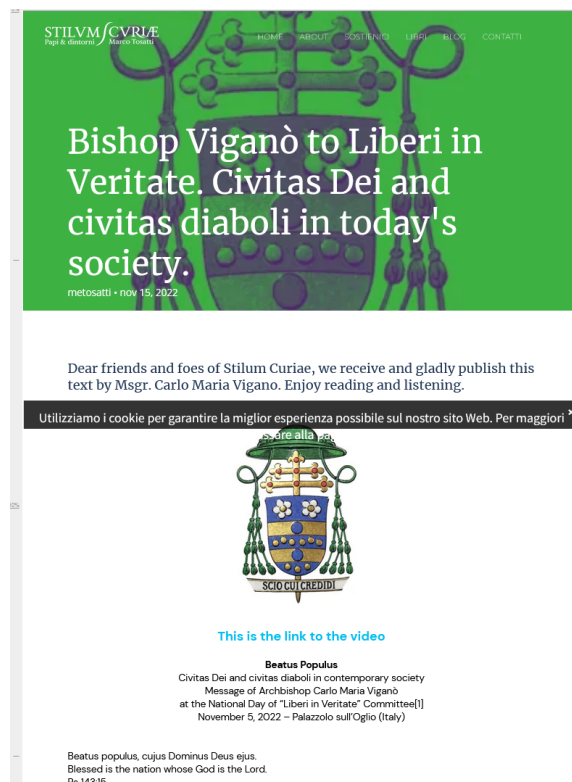 STILVM CVRIÆ
Papi & dintorni Marco Tosatti
HOME ABOUT SOSTIENICI LIBRI BLOG CONTATTI
Bishop Viganò to Liberi in
Veritate. Civitas Dei and
civitas diaboli in today's
society.
metosatti • nov 15, 2022
Dear friends and foes of Stilum Curiae, we receive and gladly publish this
text by Msgr. Carlo Maria Vigano. Enjoy reading and listening.
Utilizziamo i cookie per garantire la miglior esperienza possibile sul nostro sito Web. Per maggiori ×
alla
SCIO CUI CREDIDI
This is the link to the video
Beatus Populus
Civitas Dei and civitas diaboli in contemporary society
Message of Archbishop Carlo Maria Viganò
at the National Day of “Liberi in Veritate” Committee[1]
November 5, 2022 – Palazzolo sull’Oglio (Italy)
Beatus populus, cujus Dominus Deus ejus.
Blessed is the nation whose God is the Lord.
Ps 143:15